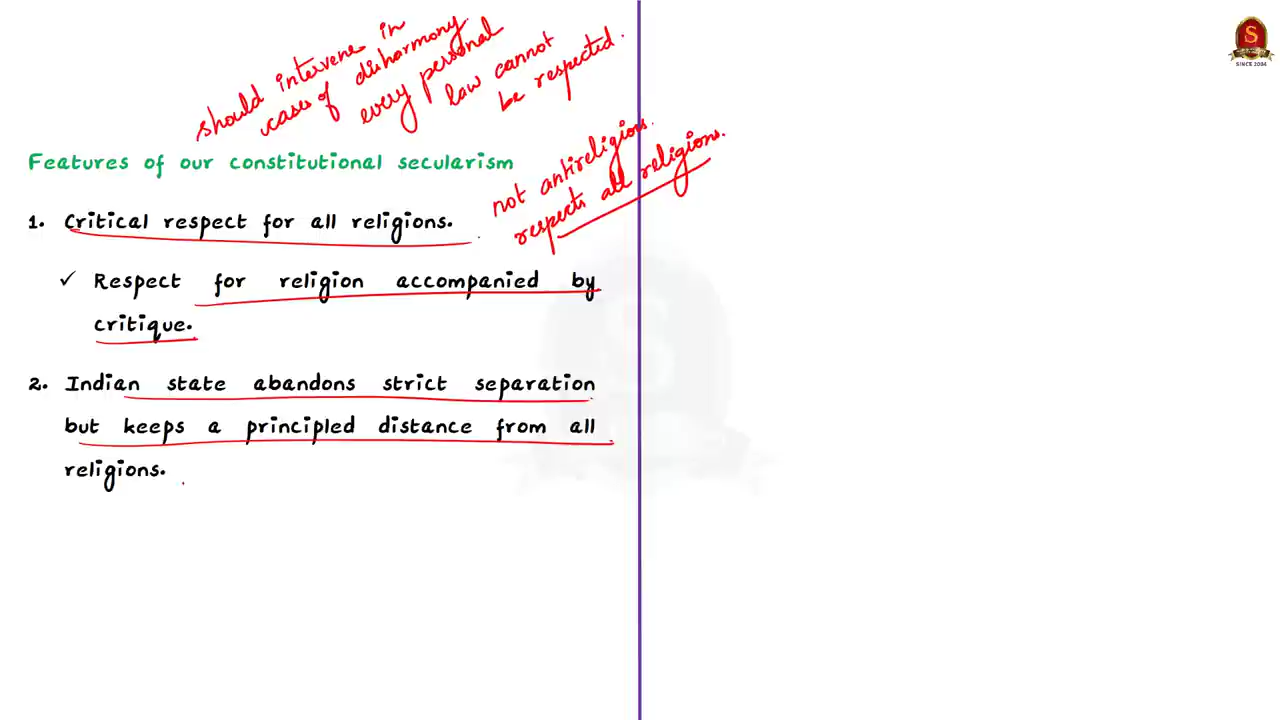 should intervene in
cases of disharmony.
every personal
law cannot
be respected.
S
SINCE 2004
Features of our constitutional secularism
not antireligions.
respects all religions.
1. Critical respect for all religions.
✓ Respect for religion accompanied by
critique.
2. Indian state abandons strict separation
but keeps a principled distance from all
religions.